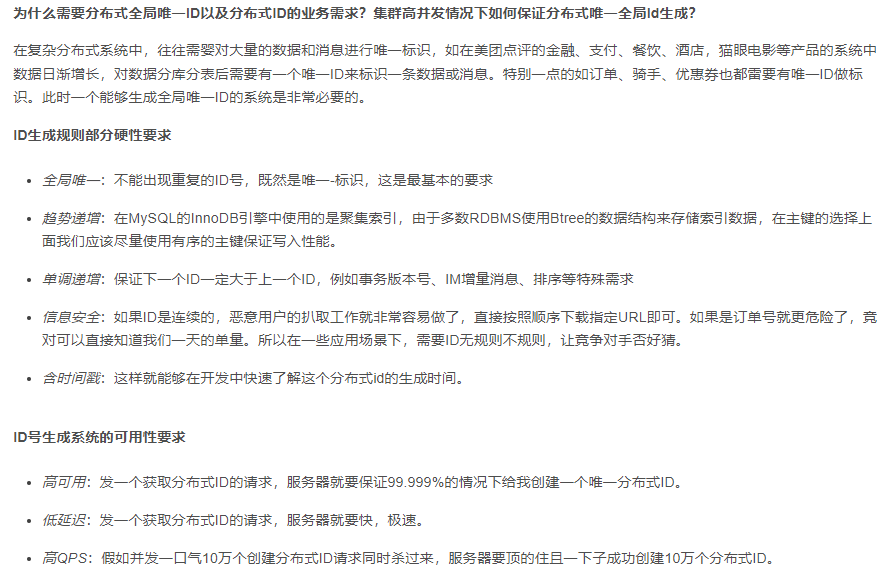 为什么需要分布式全局唯一ID以及分布式ID的业务需求？集群高并发情况下如何保证分布式唯一全局Id生成？
在复杂分布式系统中，往往需婴对大量的数据和消息进行唯一标识，如在美团点评的金融、支付、餐饮、酒店，猫眼电影等产品的系统中
数据日渐增长，对数据分库分表后需要有一个唯一ID来标识一条数据或消息。特别一点的如订单、骑手、优惠券也都雷要有唯一ID做标
识。此时一个能够生成全局唯一ID的系统是非常必要的。
ID生成规则部分硬性要求
• 全局唯一：不能出现重复的ID号，既然是唯一-标识，这是最基本的要求
• 趋势递增：在MySQL的InnoDB引擎中使用的是聚集索引，由于多数RDBMS使用Btree的数据结构来存储索引数据，在主键的选择上
面我们应该尽量使用有序的主键保证写入性能。
• 单调递增：保证下一个ID一定大于上一个ID，例如事务版本号、IM增量消息、排序等特殊需求
• 信息安全：如果ID是连续的，恶意用户的扒取工作就非常容易做了，直接按照顺序下载指定URL即可。如果是订单号就更危险了，竞
对可以直接知道我们一天的单量。所以在一些应用场景下，需要ID无规则不规则，让竞争对手否好猜。
• 含时间戳：这样就能够在开发中快速了解这个分布式id的生成时间。
ID号生成系统的可用性要求
• 高可用：发一个获取分布式ID的请求，服务器就要保证99.999%的情况下给我创建一个唯一分布式ID。
• 低延迟：发一个获取分布式ID的请求，服务器就要快，极速。
• 高QPS：假如并发一口气10万个创建分布式ID请求同时杀过来，服务器要顶的住且一下子成功创建10万个分布式ID。